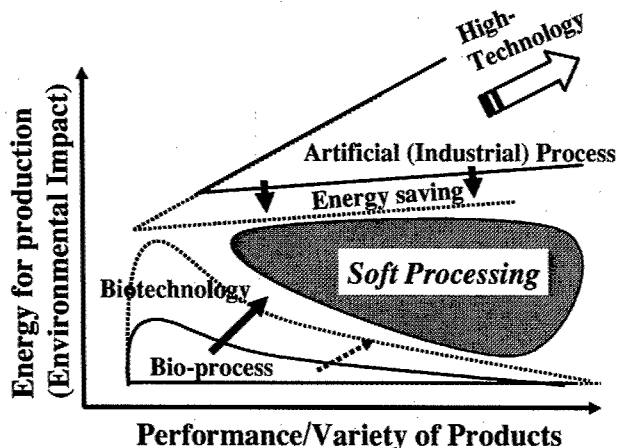 High-
Technology
Artificial (Industrial) Process
Energy saving
Soft Processing
Biotechnology
Bio-process
Energy for production
(Environmental Impact)
Performance/Variety of Products